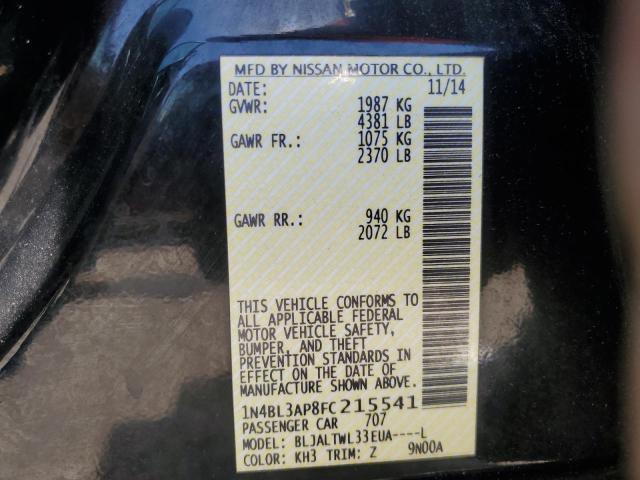 MFD BY NISSAN MOTOR CO., LTD.
DATE: 11/14
GVWR: 1987 KG
4381 LB
GAWR FR.: 1075 KG
2370 LB
GAWR RR.: 940 KG
2072 LB
THIS VEHICLE CONFORMS TO
ALL APPLICABLE FEDERAL
MOTOR VEHICLE SAFETY,
BUMPER, AND THEFT
PREVENTION STANDARDS IN
EFFECT ON THE DATE OF
MANUFACTURE SHOWN ABOVE.
1N4BL3AP8FC215541
PASSENGER CAR 707
MODEL: BLJALTWL33EUA----L
COLOR: KH3 TRIM: Z 9N00A